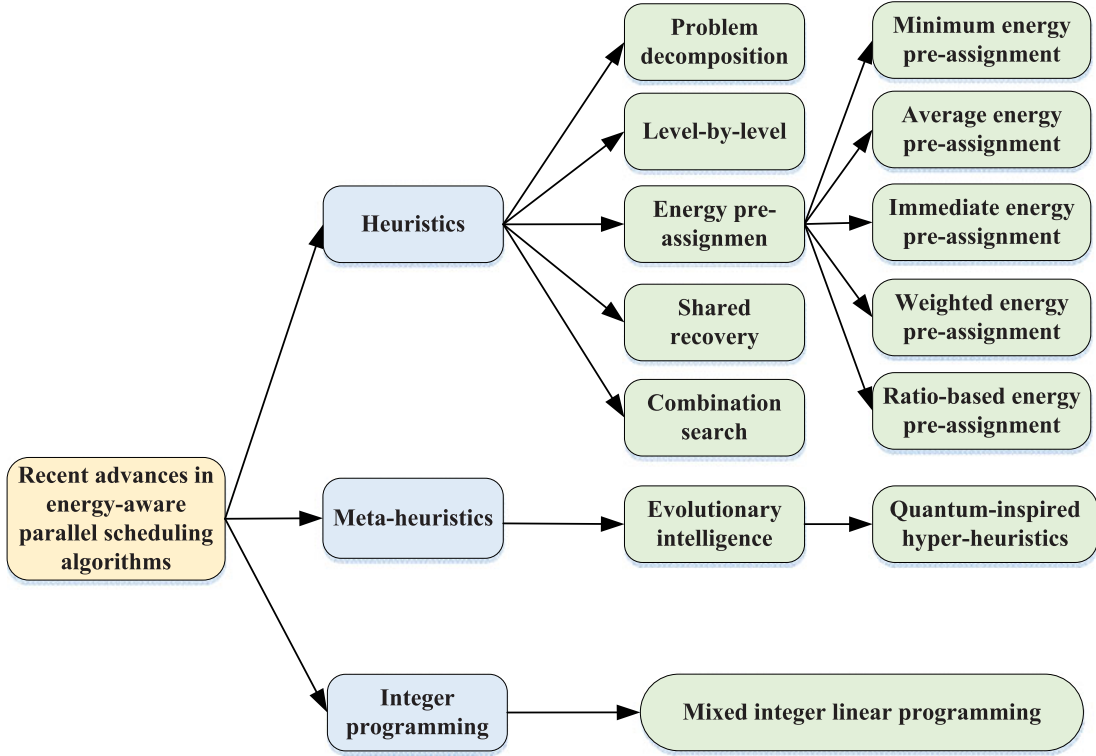 Problem
decomposition
Level-by-level
Energy pre-
assignmen
Shared
recovery
Combination
search
Minimum energy
pre-assignment
Average energy
pre-assignment
Immediate energy
pre-assignment
Weighted energy
pre-assignment
Ratio-based energy
pre-assignment
Heuristics
Recent advances in
energy-aware
parallel scheduling
algorithms
Meta-heuristics
Evolutionary
intelligence
Quantum-inspired
hyper-heuristics
Integer
programming
Mixed integer linear programming